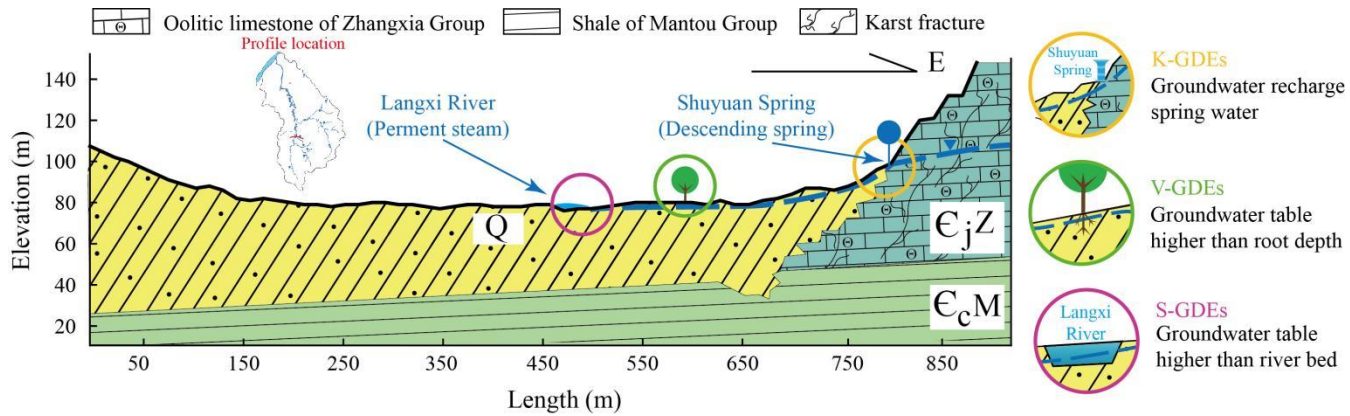 Oolitic limestone of Zhangxia Group
Shale of Mantou Group
Karst fracture
Profile location
E
Elevation (m)
140
120
100
80
60
40
20
Langxi River
(Perment steam)
Shuyuan Spring
(Descending spring)
Q
ЄjZ
ЄcM
50
150
250
350
450
550
650
750
850
Length (m)
Shuyuan
Spring
K-GDEs
Groundwater recharge
spring water
V-GDEs
Groundwater table
higher than root depth
Langxi
River
S-GDEs
Groundwater table
higher than river bed